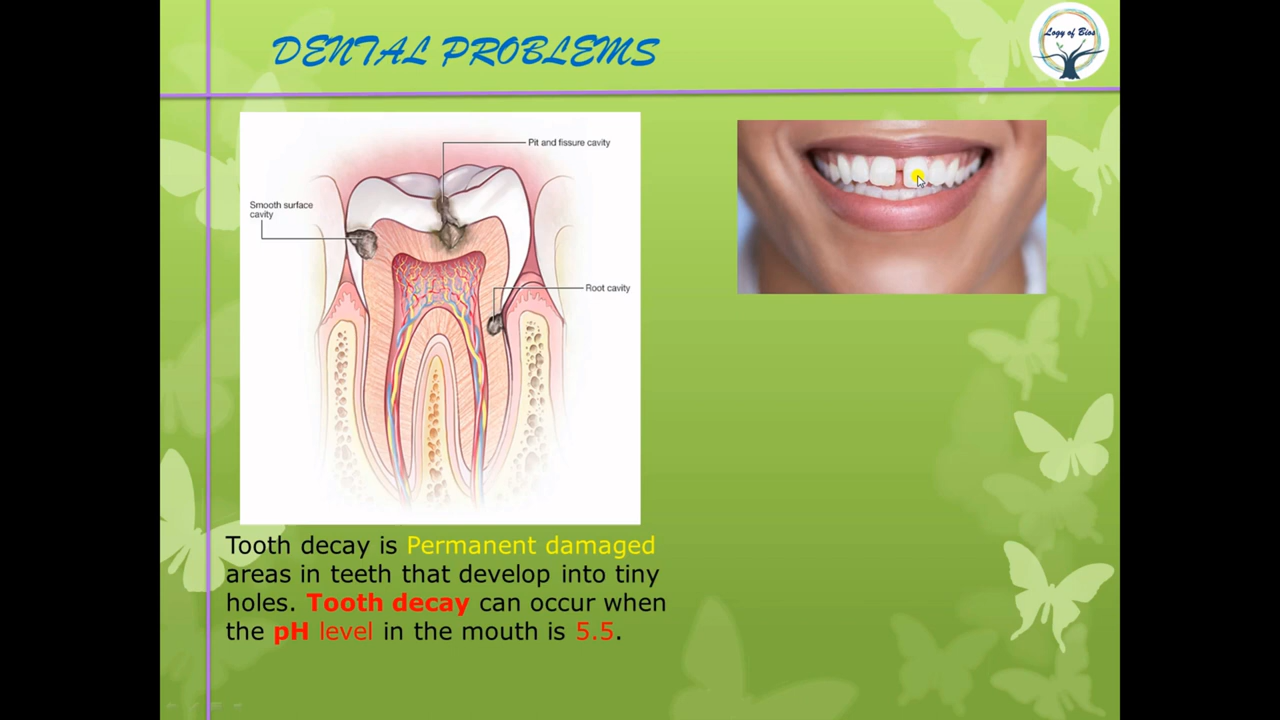 DENTAL PROBLEMS
Logy of Bios
Pit and fissure cavity
Smooth surface
cavity
Root cavity
Tooth decay is Permanent damaged
areas in teeth that develop into tiny
holes. Tooth decay can occur when
the pH level in the mouth is 5.5.